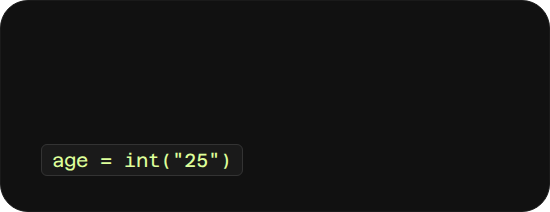 age = int("25")